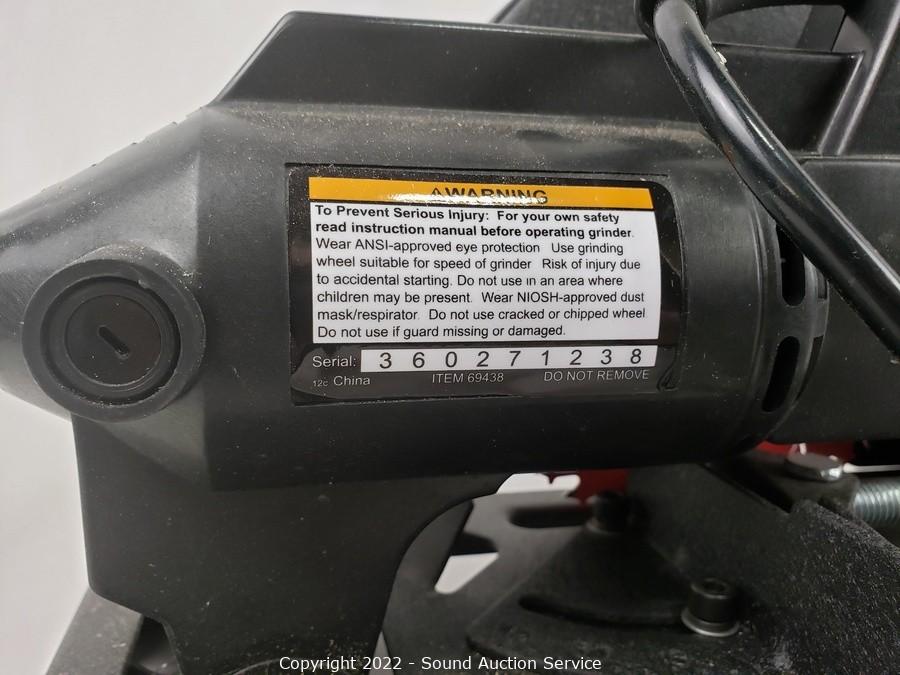 ⚠WARNING
To Prevent Serious Injury: For your own safety
read instruction manual before operating grinder.
Wear ANSI-approved eye protection Use grinding
wheel suitable for speed of grinder Risk of injury due
to accidental starting. Do not use in an area where
children may be present. Wear NIOSH-approved dust
mask/respirator. Do not use cracked or chipped wheel
Do not use if guard missing or damaged.
Serial: 3 6 0 2 7 1 2 3 8
12c China ITEM 69438 DO NOT REMOVE
Copyright 2022 - Sound Auction Service